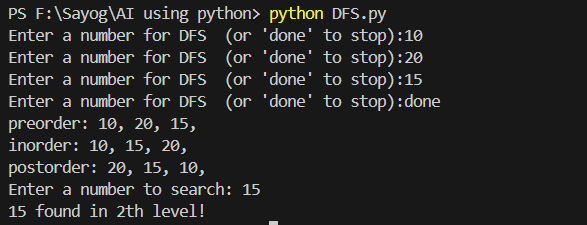 PS F:\Sayog\AI using python> python DFS.py
Enter a number for DFS  (or 'done' to stop):10
Enter a number for DFS  (or 'done' to stop):20
Enter a number for DFS  (or 'done' to stop):15
Enter a number for DFS  (or 'done' to stop):done
preorder: 10, 20, 15,
inorder: 10, 15, 20,
postorder: 20, 15, 10,
Enter a number to search: 15
15 found in 2th level!